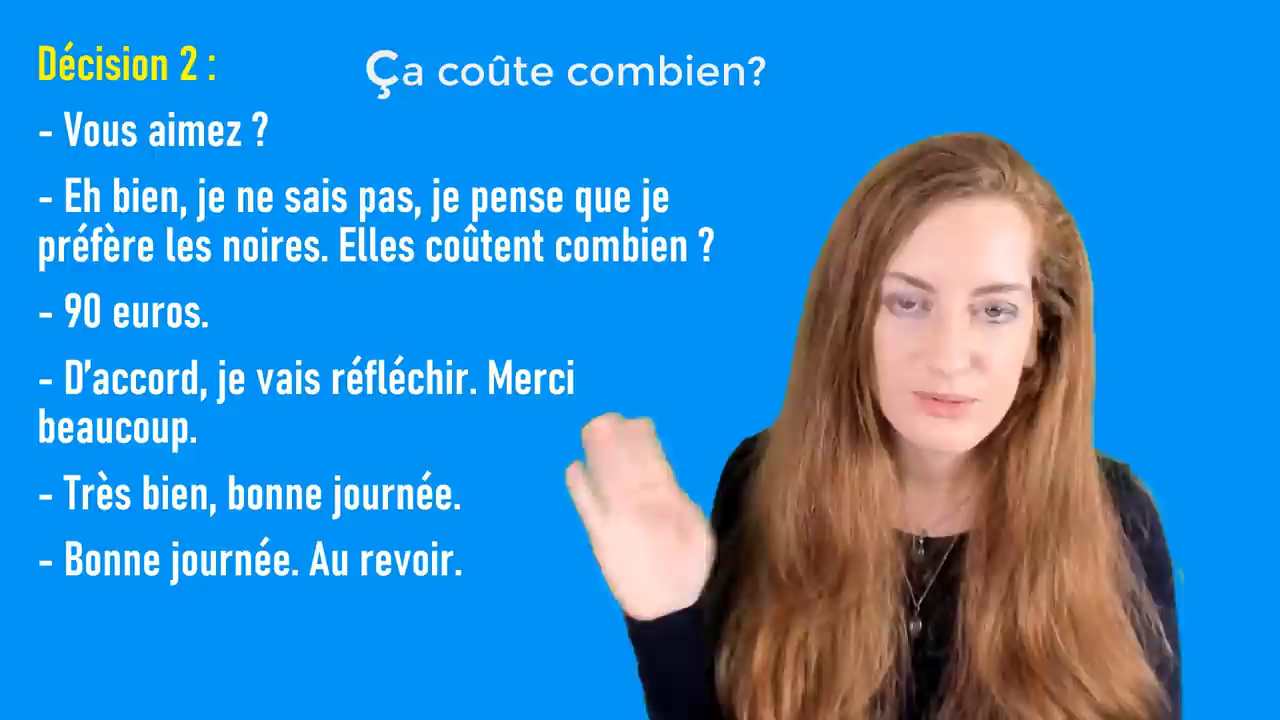 Décision 2 :
Ça coûte combien?
- Vous aimez ?
- Eh bien, je ne sais pas, je pense que je
préfère les noires. Elles coûtent combien ?
- 90 euros.
- D’accord, je vais réfléchir. Merci
beaucoup.
- Très bien, bonne journée.
- Bonne journée. Au revoir.